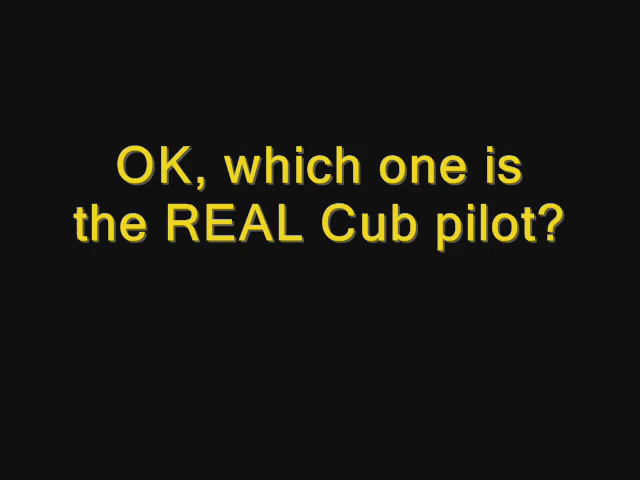 OK, which one is
the REAL Cub pilot?